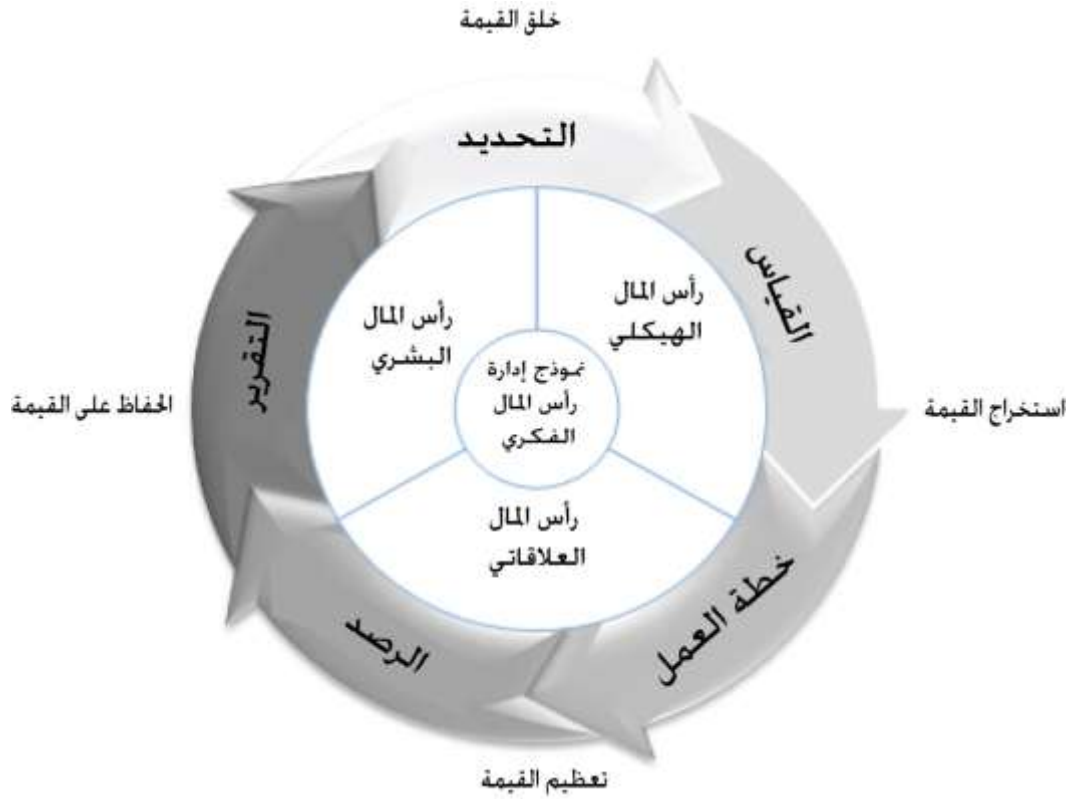 خلق القيمة
التحديد
القياس
رأس المال
الهيكلي
رأس المال
البشري
نموذج إدارة
رأس المال
الفكري
التقرير
استخراج القيمة
الحفاظ على القيمة
رأس المال
العلاقاتي
خطة العمل
الرصد
تعظيم القيمة